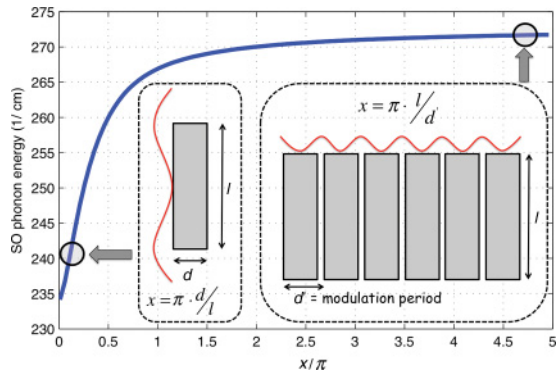 SO phonon energy (1/ cm)
275
270
265
260
255
250
245
240
235
230
x = π · d/l
l
d
x = π · l/d'
l
d' = modulation period
0 0.5 1 1.5 2 2.5 3 3.5 4 4.5 5
x/π